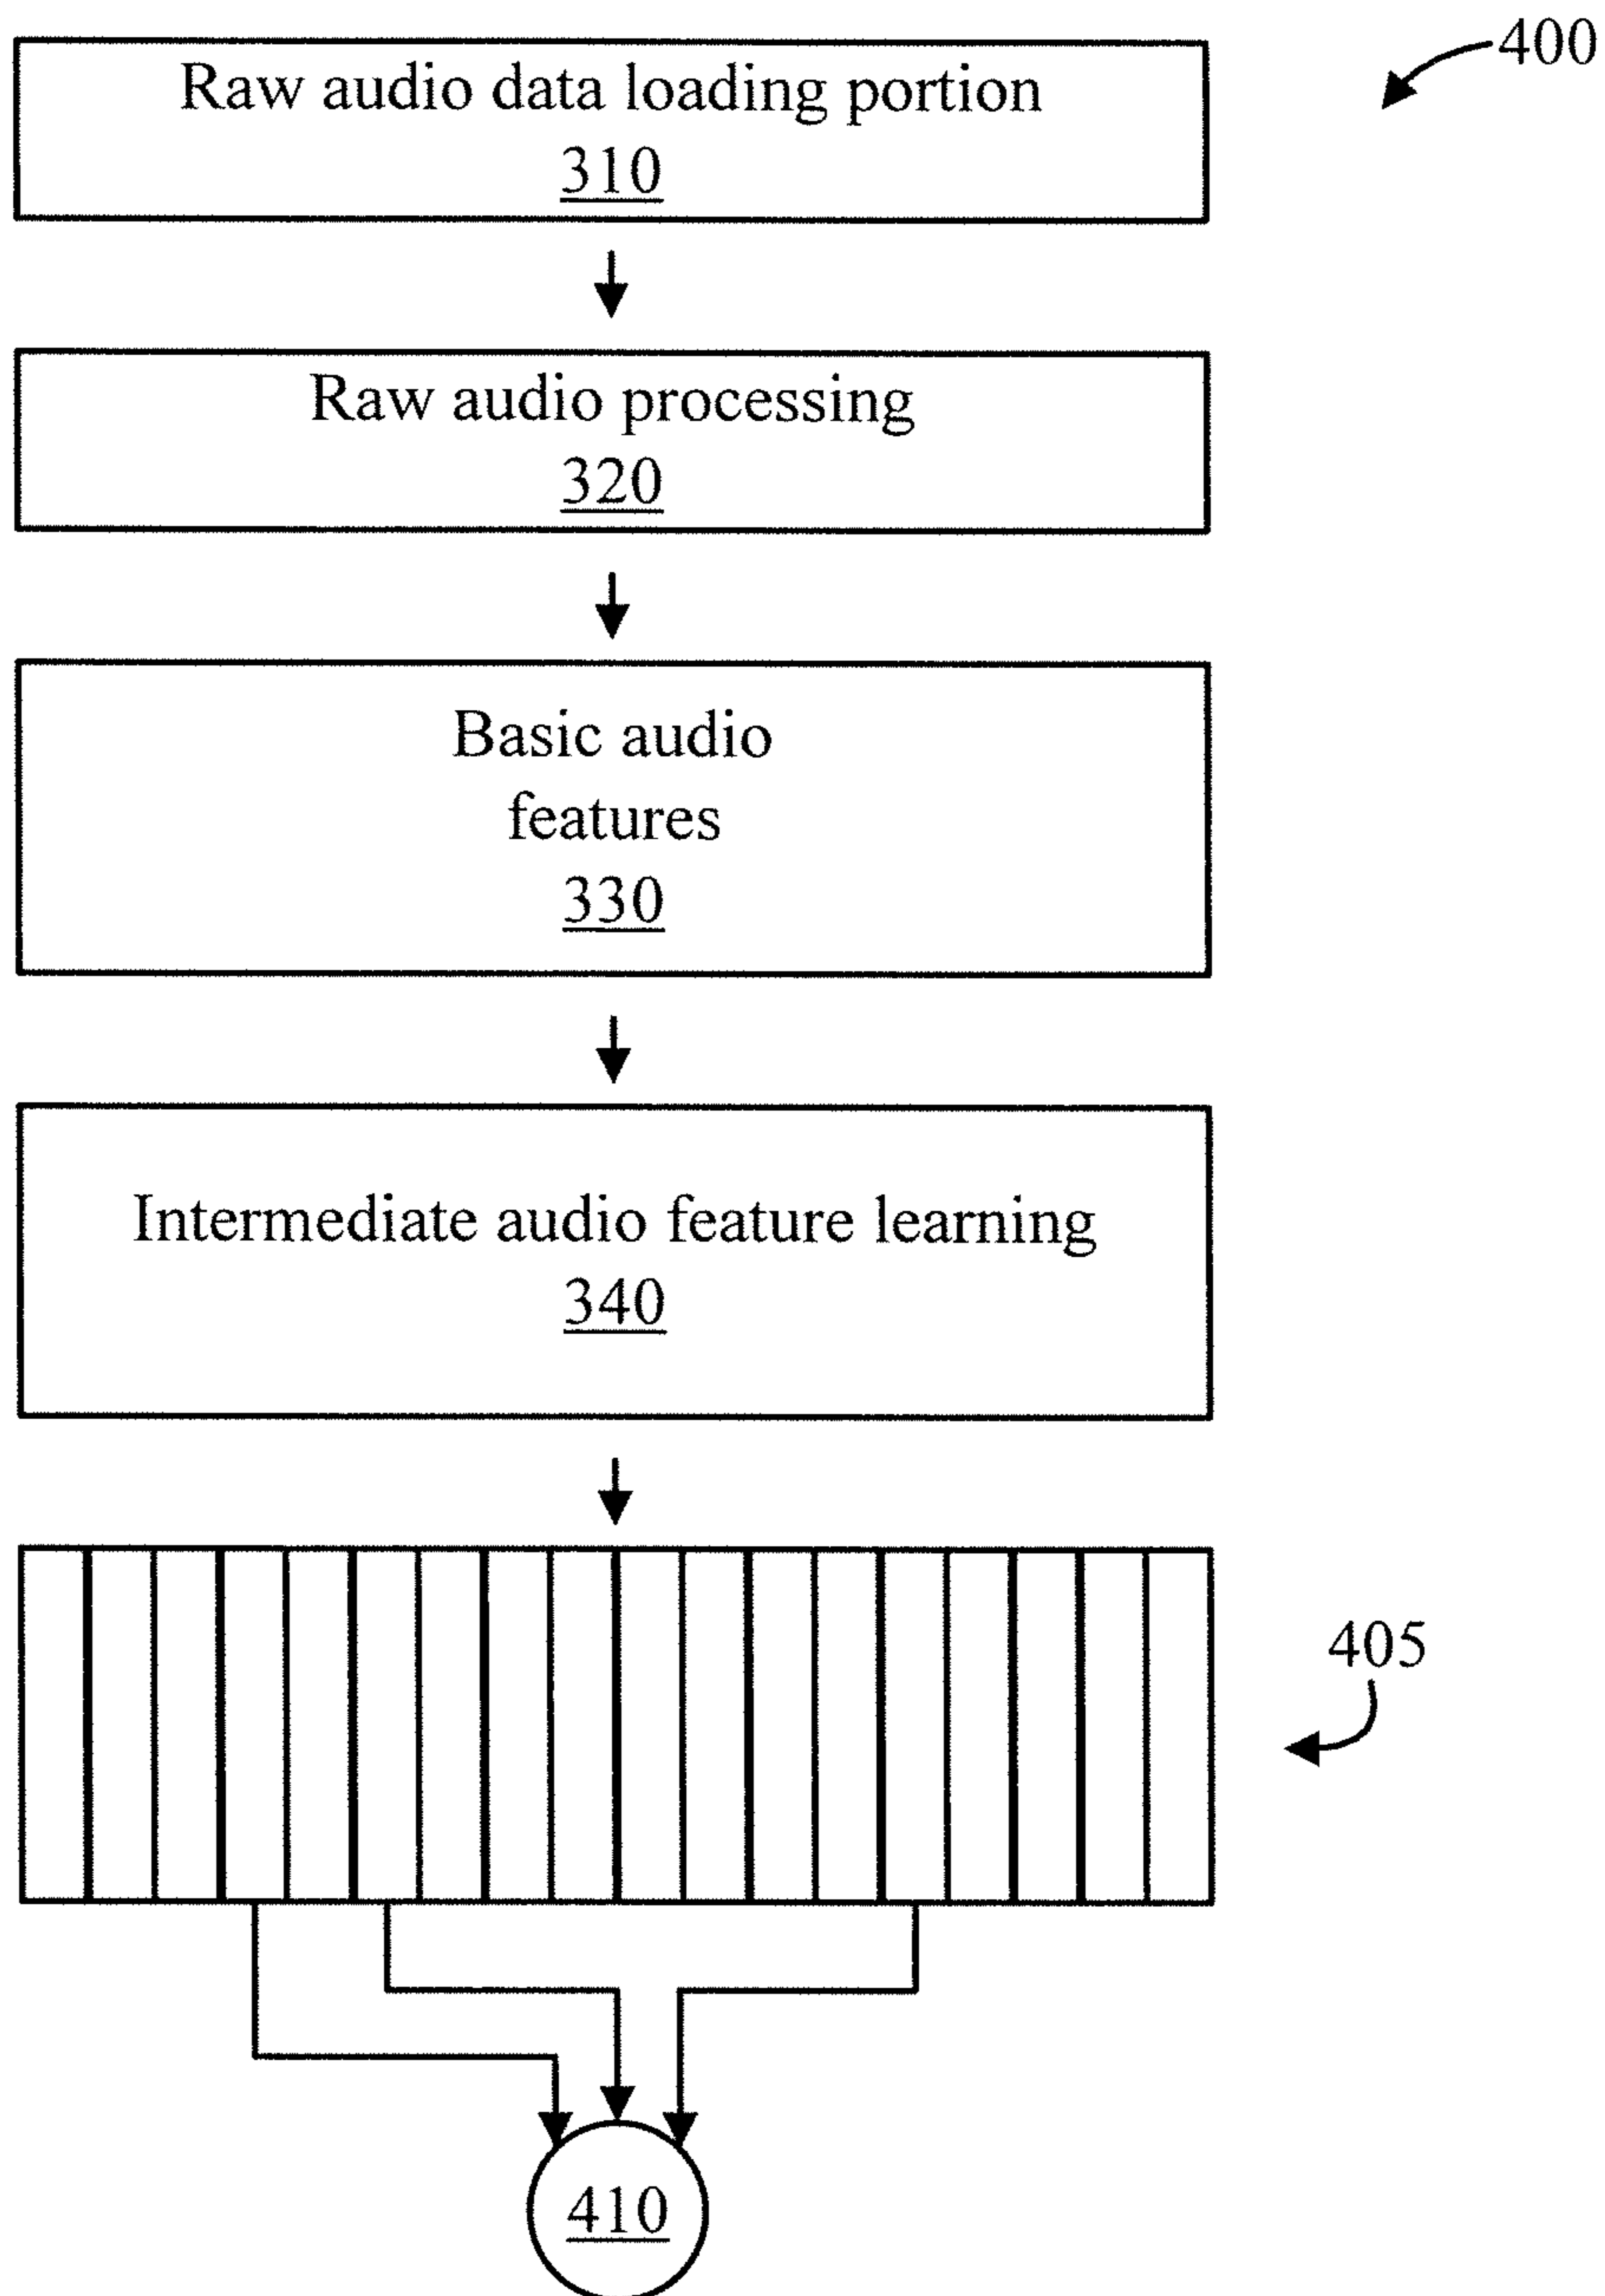 400
Raw audio data loading portion
310
Raw audio processing
320
Basic audio
features
330
Intermediate audio feature learning
340
405
410